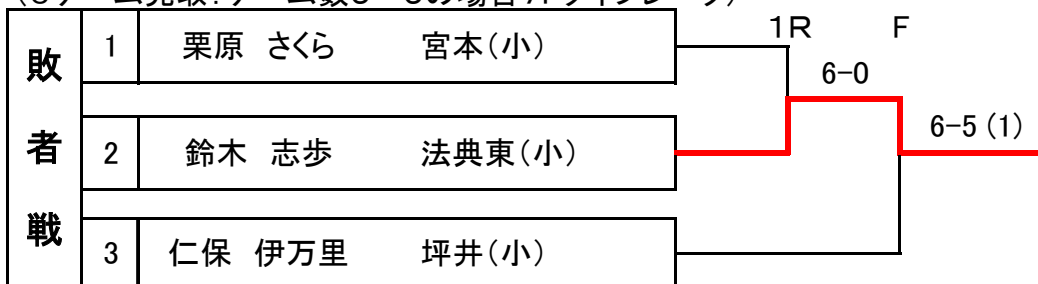 1R F
1 栗原 さくら 宮本（小）
6-0
敗者戦
2 鈴木 志歩 法典東（小）
6-5 (1)
3 仁保 伊万里 坪井（小）